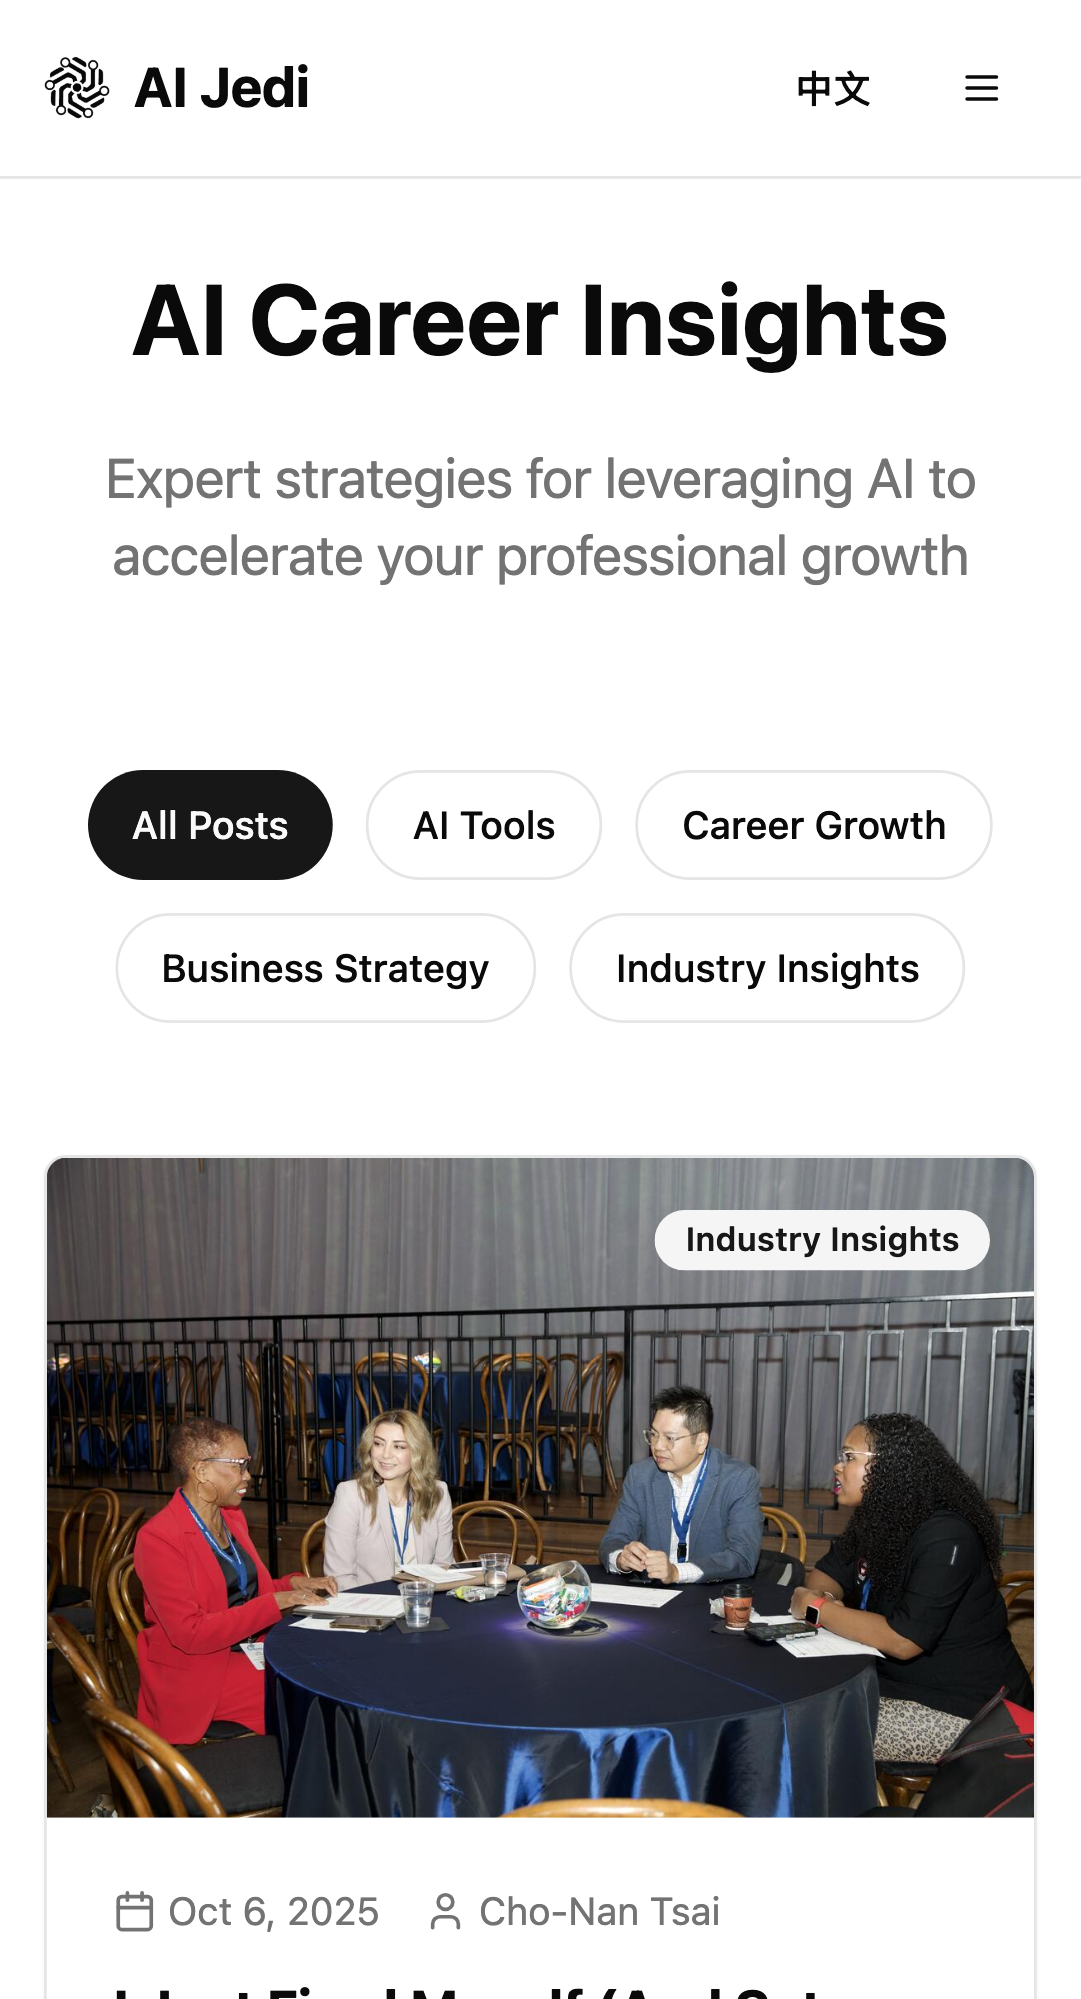 AI Jedi
中文
AI Career Insights
Expert strategies for leveraging AI to
accelerate your professional growth
All Posts
AI Tools
Career Growth
Business Strategy
Industry Insights
Industry Insights
Oct 6, 2025
Cho-Nan Tsai